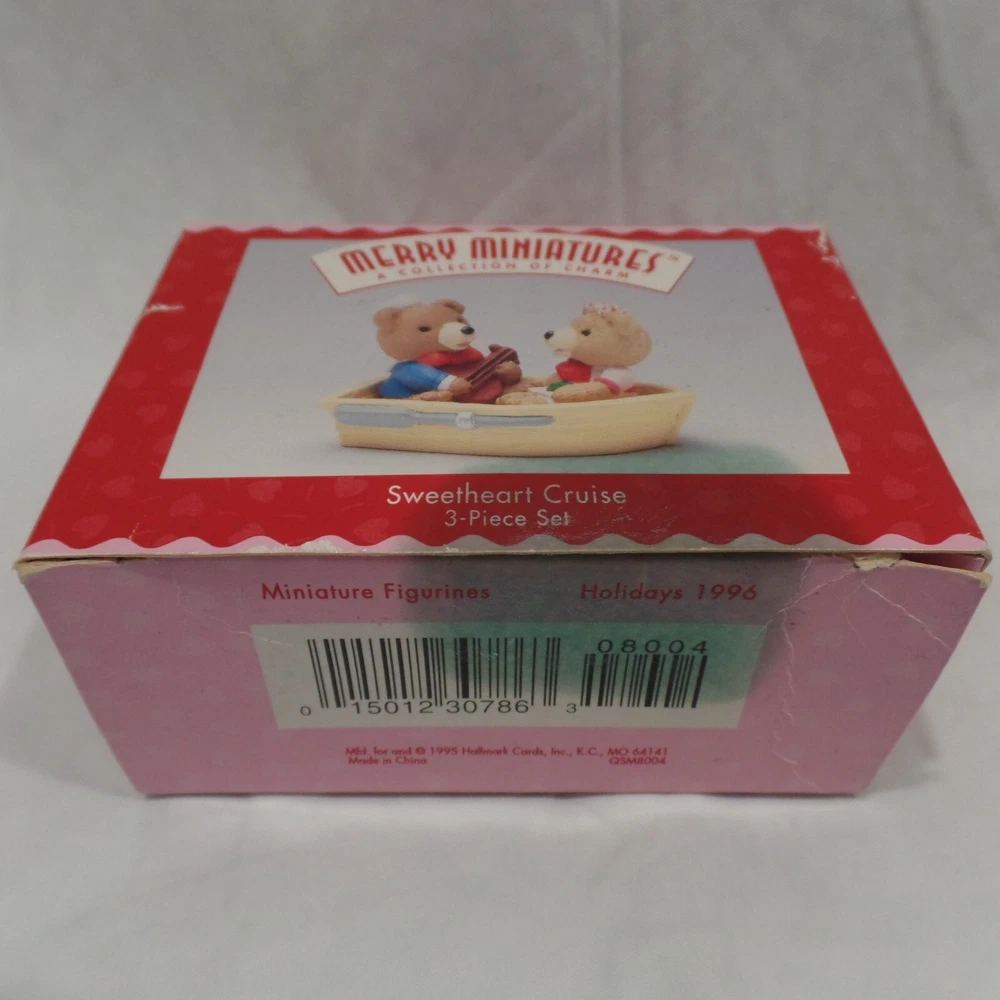 MERRY MINIATURES™
A COLLECTION OF CHARM
Sweetheart Cruise
3-Piece Set
Miniature Figurines Holidays 1996
08004
0 15012 30786 3
Mfd. for and © 1995 Hallmark Cards, Inc., K.C., MO 64141
Made in China QSM8004